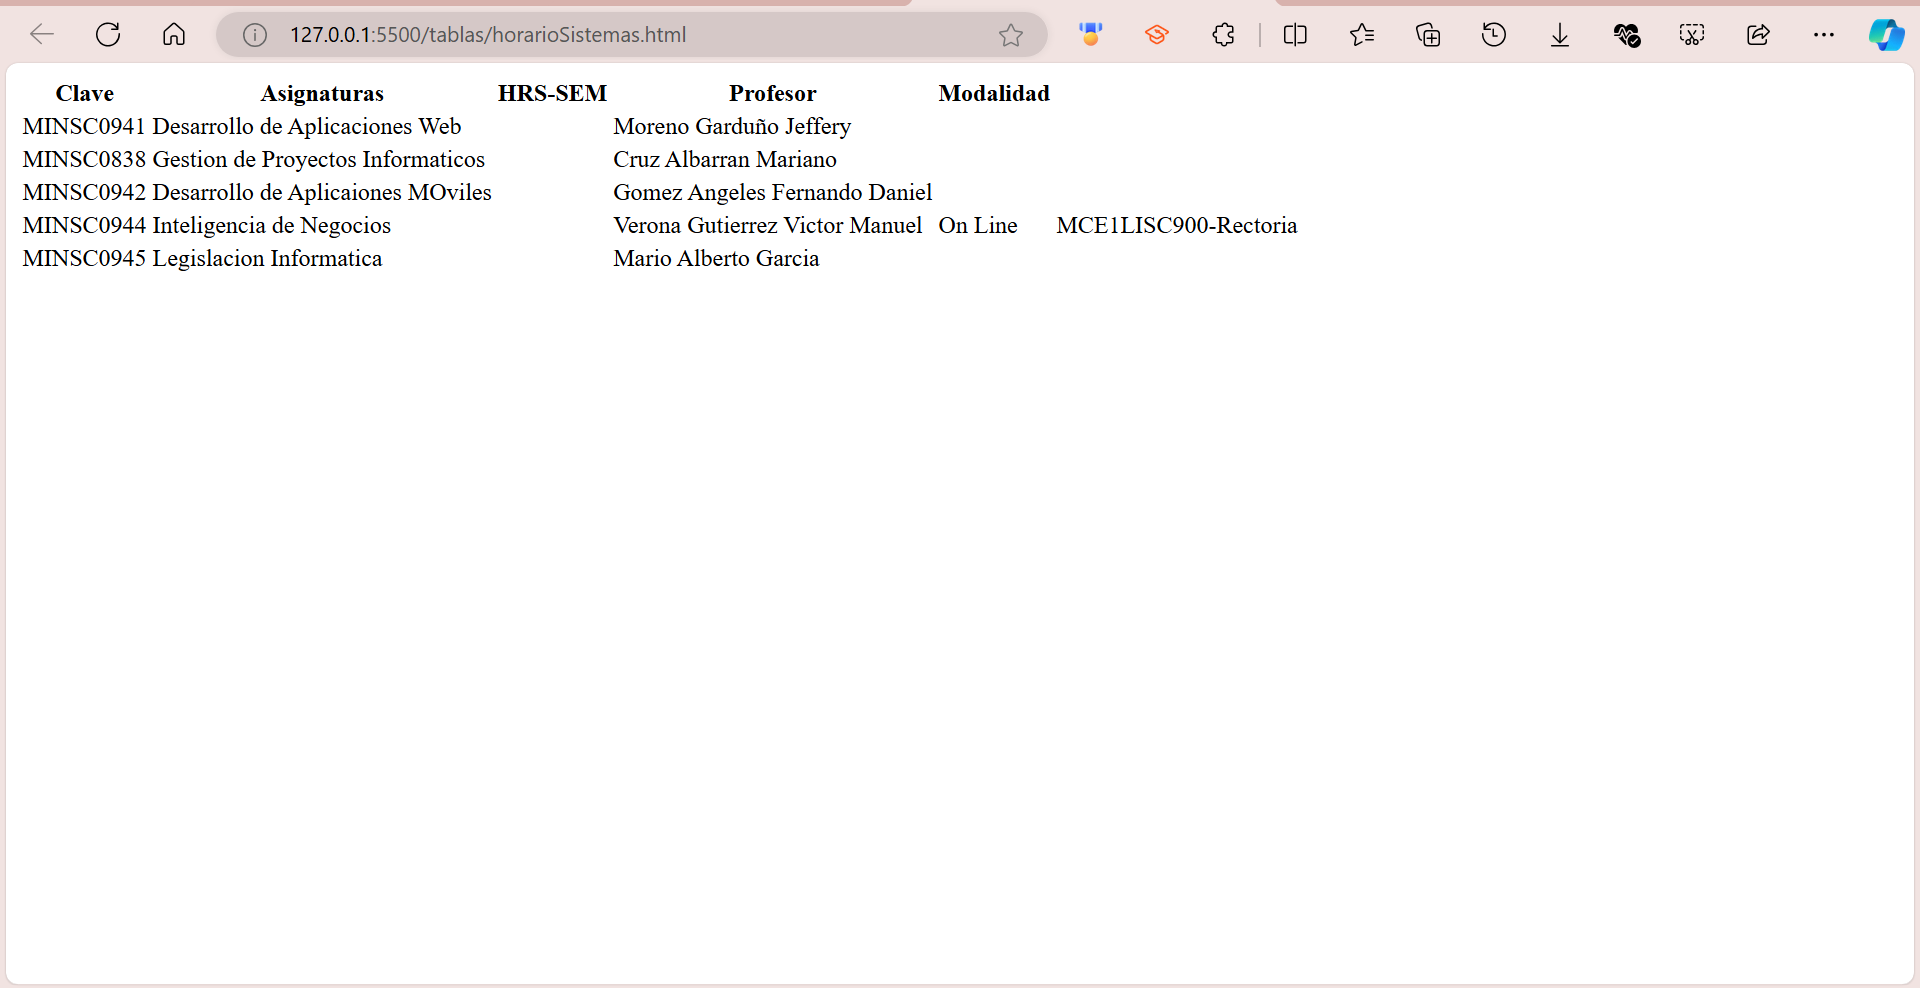 127.0.0.1:5500/tablas/horarioSistemas.html
Clave Asignaturas HRS-SEM Profesor Modalidad
MINSC0941 Desarrollo de Aplicaciones Web Moreno Garduño Jeffery
MINSC0838 Gestion de Proyectos Informaticos Cruz Albarran Mariano
MINSC0942 Desarrollo de Aplicaiones MOviles Gomez Angeles Fernando Daniel
MINSC0944 Inteligencia de Negocios Verona Gutierrez Victor Manuel On Line MCE1LISC900-Rectoria
MINSC0945 Legislacion Informatica Mario Alberto Garcia